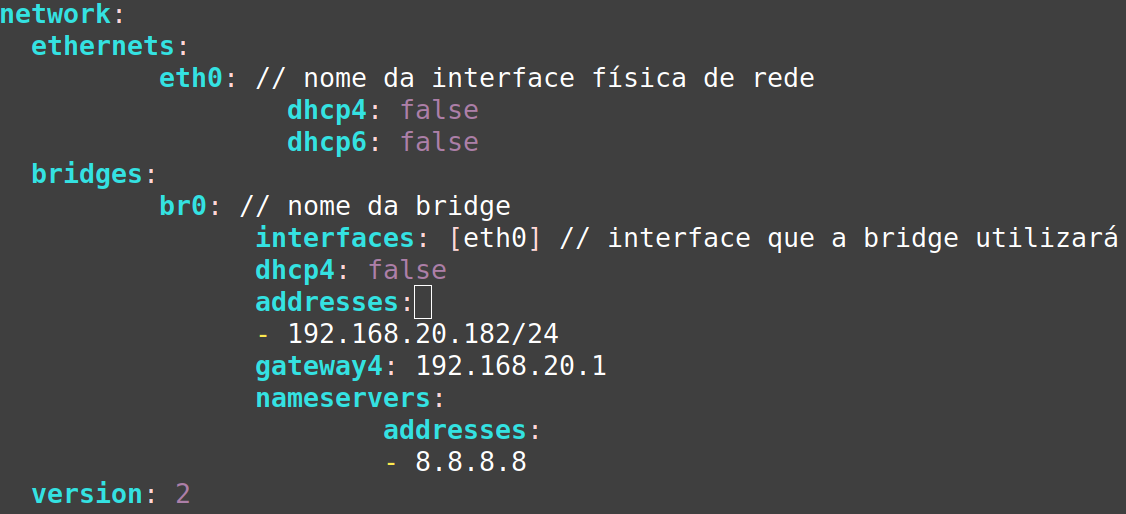 network:
  ethernets:
          eth0: // nome da interface física de rede
                  dhcp4: false
                  dhcp6: false
  bridges:
          br0: // nome da bridge
                interfaces: [eth0] // interface que a bridge utilizará
                dhcp4: false
                addresses:
                - 192.168.20.182/24
                gateway4: 192.168.20.1
                nameservers:
                        addresses:
                        - 8.8.8.8
  version: 2